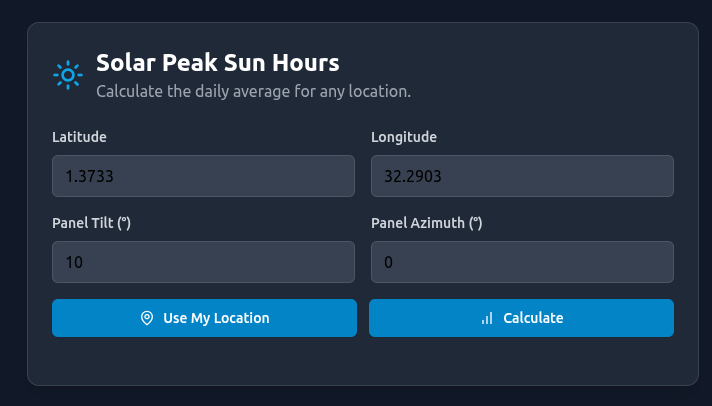 Solar Peak Sun Hours
Calculate the daily average for any location.
Latitude
Longitude
1.3733
32.2903
Panel Tilt (°)
Panel Azimuth (°)
10
0
Use My Location
Calculate